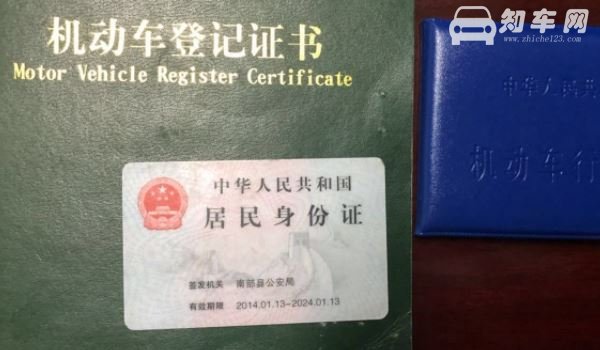 机动车登记证书
Motor Vehicle Register Certificate
中华人民共和国
居民身份证
签发机关 南部县公安局
有效期限 2014.01.13-2024.01.13
知车网
www.zhiche123.com
中华人民共
机动车行